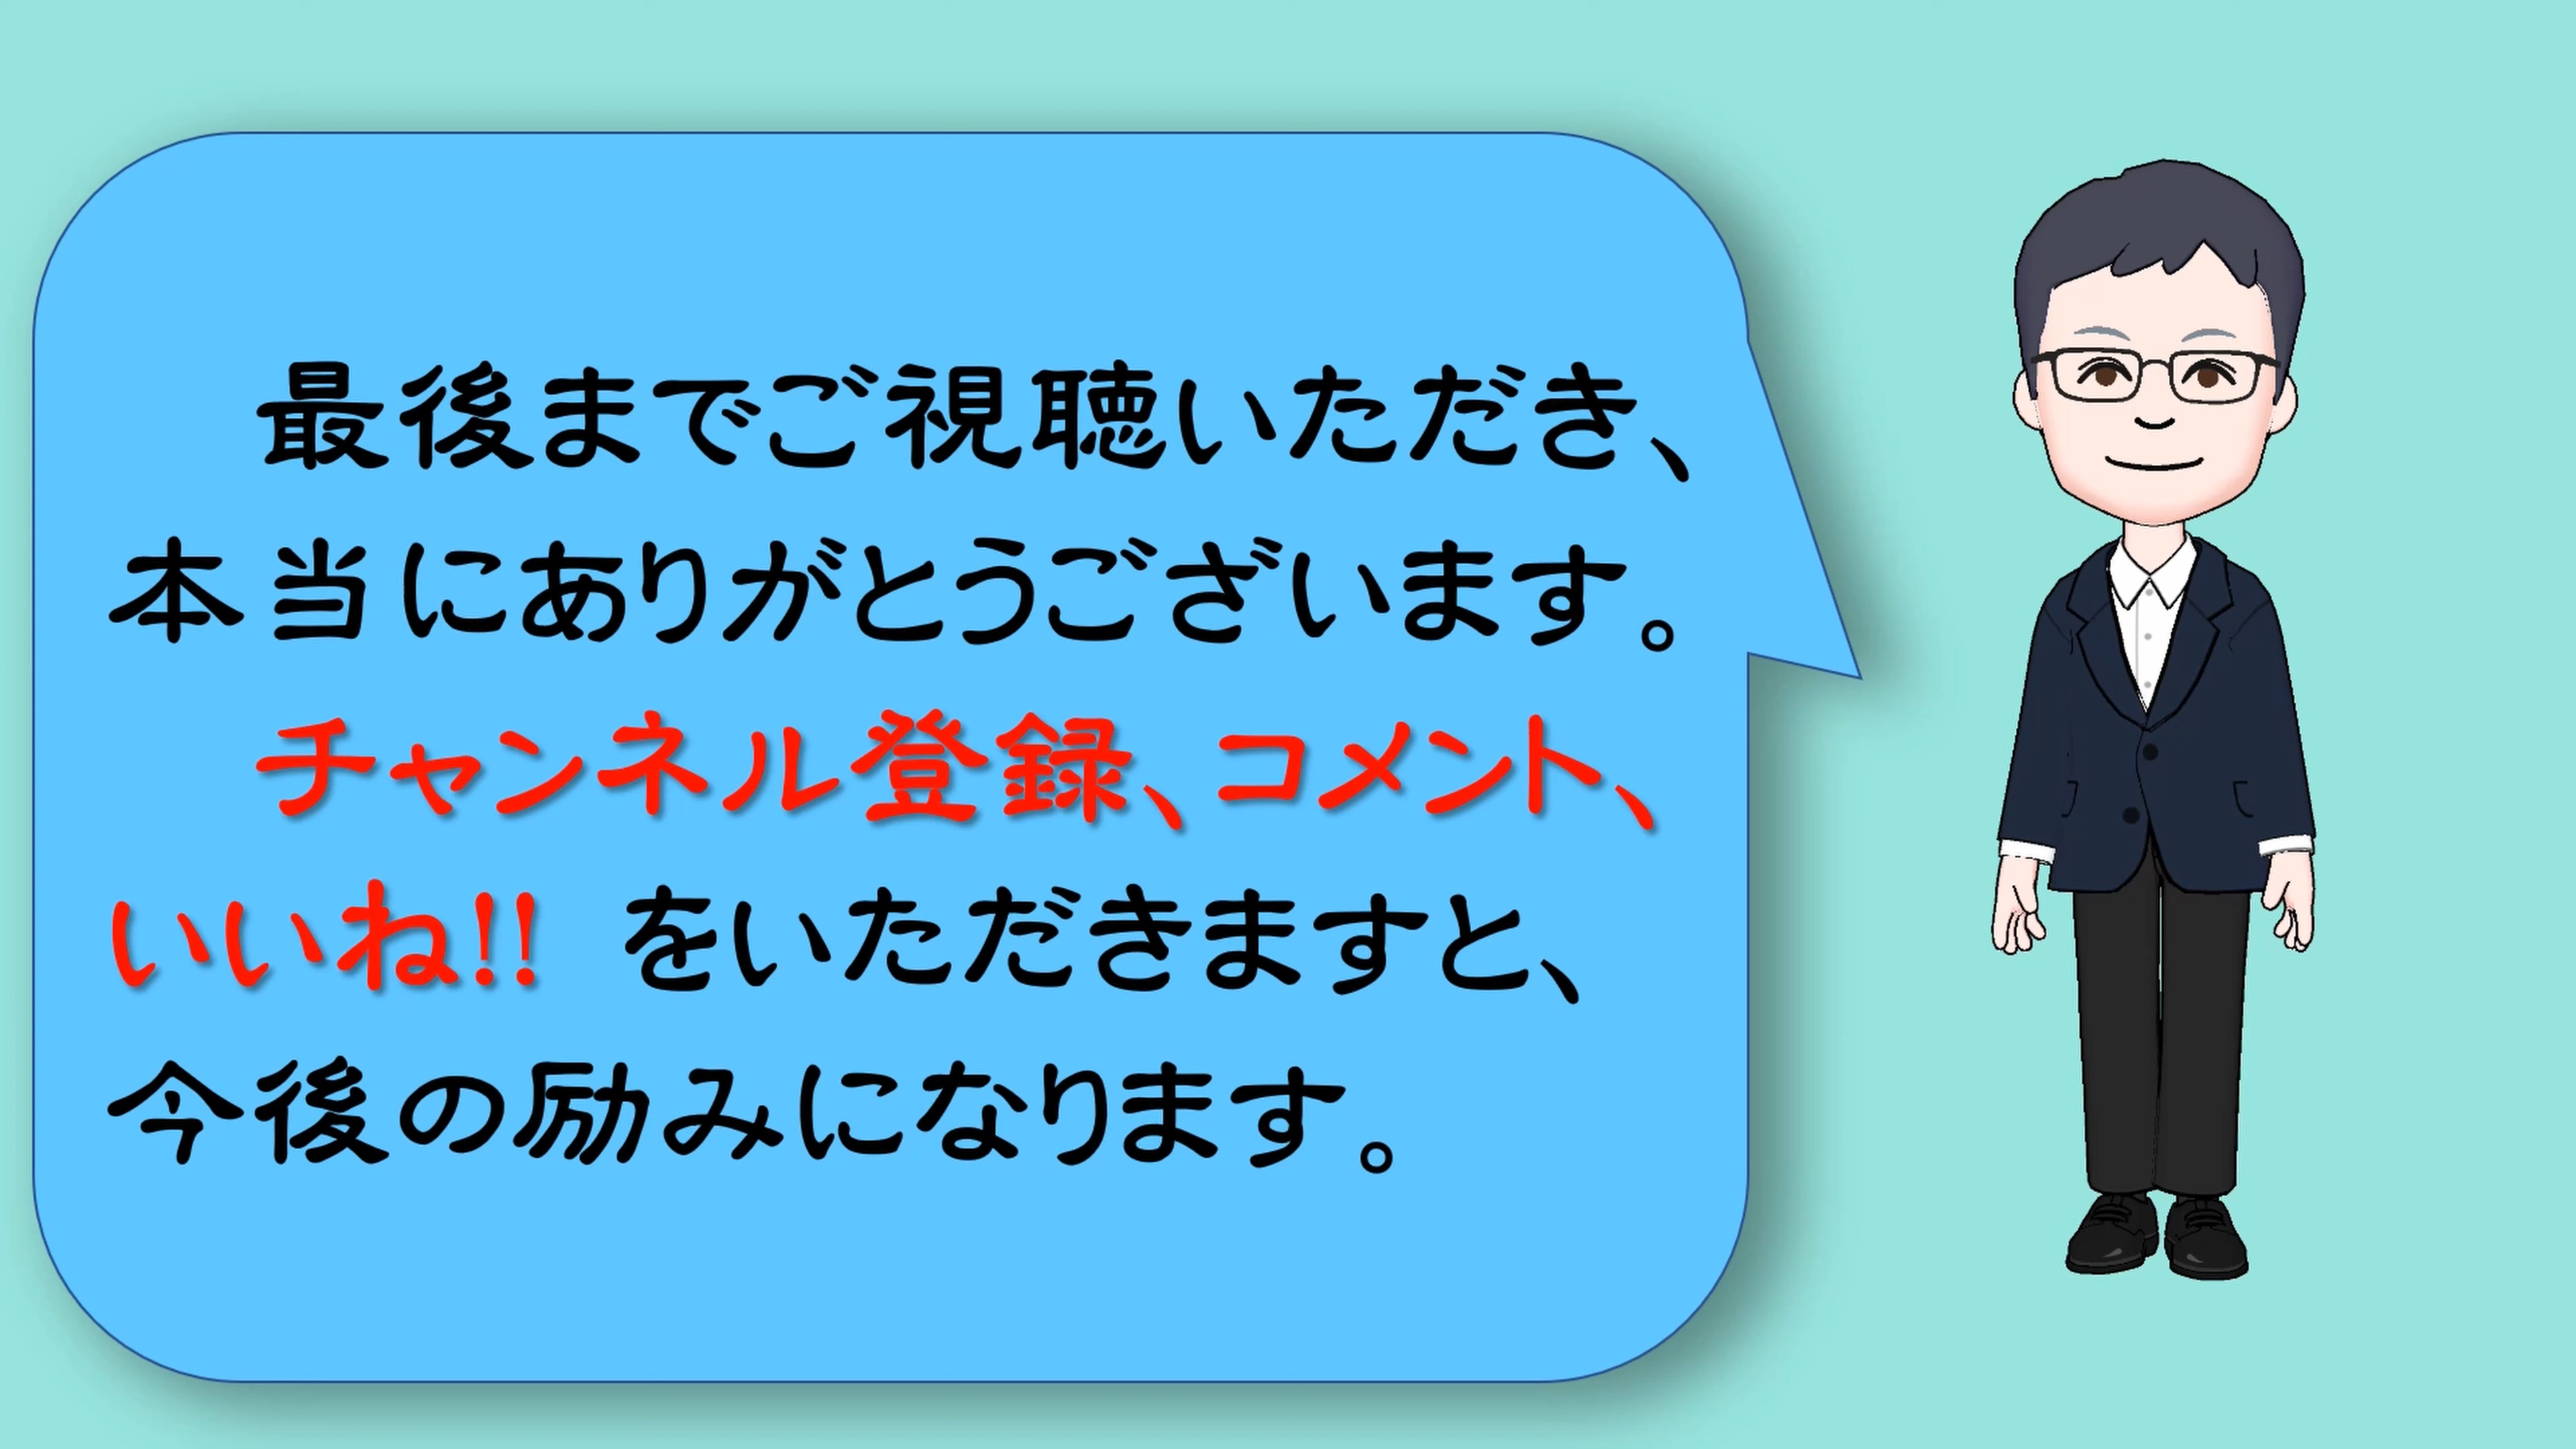 最後までご視聴いただき、
本当にありがとうございます。
チャンネル登録、コメント、
いいね!! をいただきますと、
今後の励みになります。